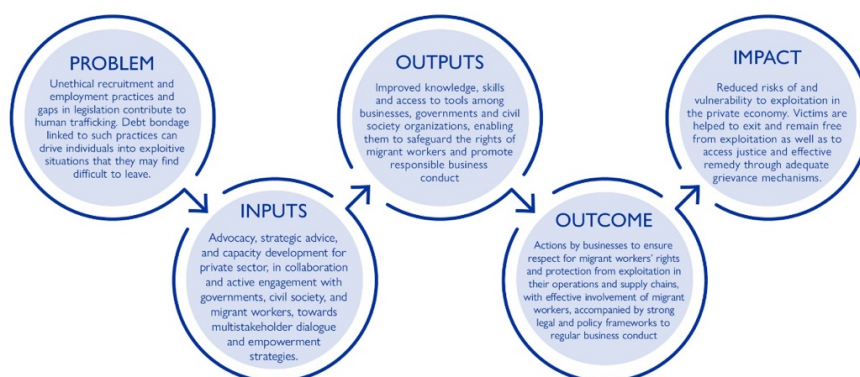 PROBLEM
Unethical recruitment and
employment practices and
gaps in legislation contribute to
human trafficking. Debt bondage
linked to such practices can
drive individuals into exploitive
situations that they may find
difficult to leave.
INPUTS
Advocacy, strategic advice,
and capacity development for
private sector, in collaboration
and active engagement with
governments, civil society, and
migrant workers, towards
multistakeholder dialogue
and empowerment
strategies.
OUTPUTS
Improved knowledge, skills
and access to tools among
businesses, governments and civil
society organizations, enabling
them to safeguard the rights of
migrant workers and promote
responsible business
conduct
OUTCOME
Actions by businesses to ensure
respect for migrant workers' rights
and protection from exploitation in
their operations and supply chains,
with effective involvement of migrant
workers, accompanied by strong
legal and policy frameworks to
regular business conduct
IMPACT
Reduced risks of and
vulnerability to exploitation in
the private economy. Victims are
helped to exit and remain free
from exploitation as well as to
access justice and effective
remedy through adequate
grievance mechanisms.